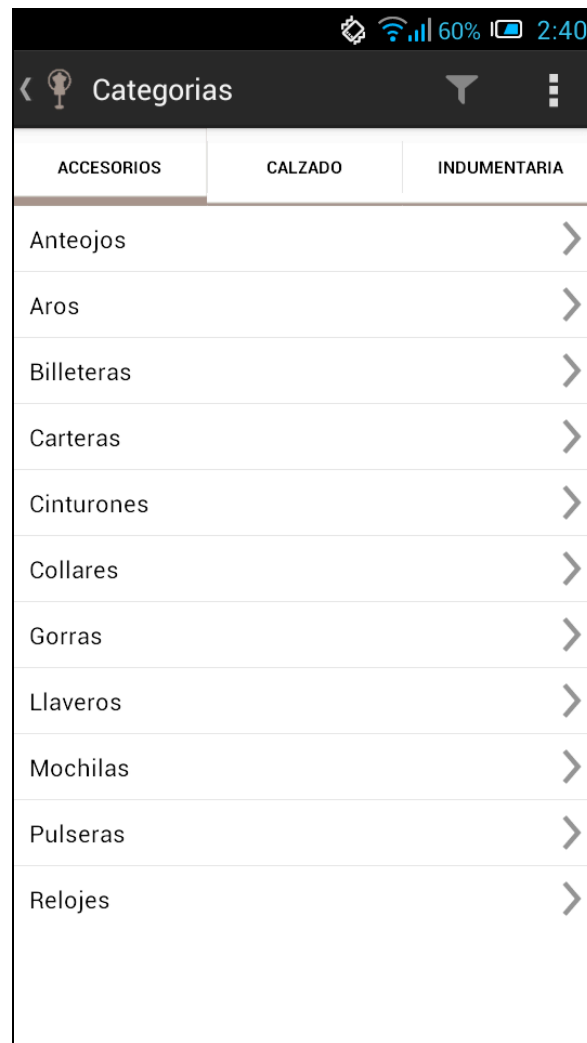 60% 2:40
Categorias
ACCESORIOS CALZADO INDUMENTARIA
Anteojos
Aros
Billeteras
Carteras
Cinturones
Collares
Gorras
Llaveros
Mochilas
Pulseras
Relojes